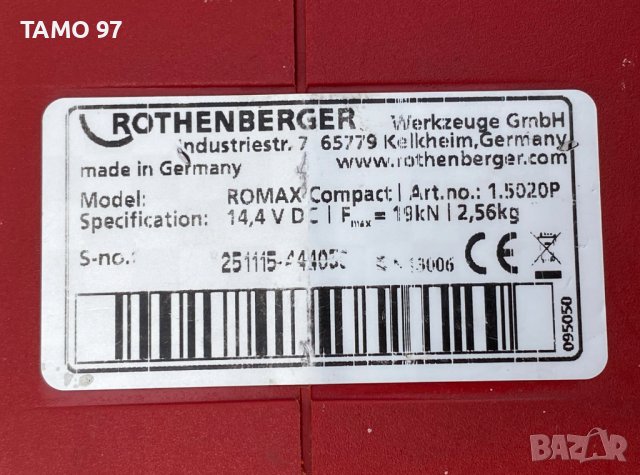 TAMO 97
ROTHENBERGER Werkzeuge GmbH
Industriestr. 7 65779 Kelkheim,Germany
made in Germany www.rothenberger.com
Model: ROMAX Compact | Art.no.: 1.5020P
Specification: 14,4 V DC | Fmax = 19kN | 2,56kg
S-no.: CE
095050
BAZAR